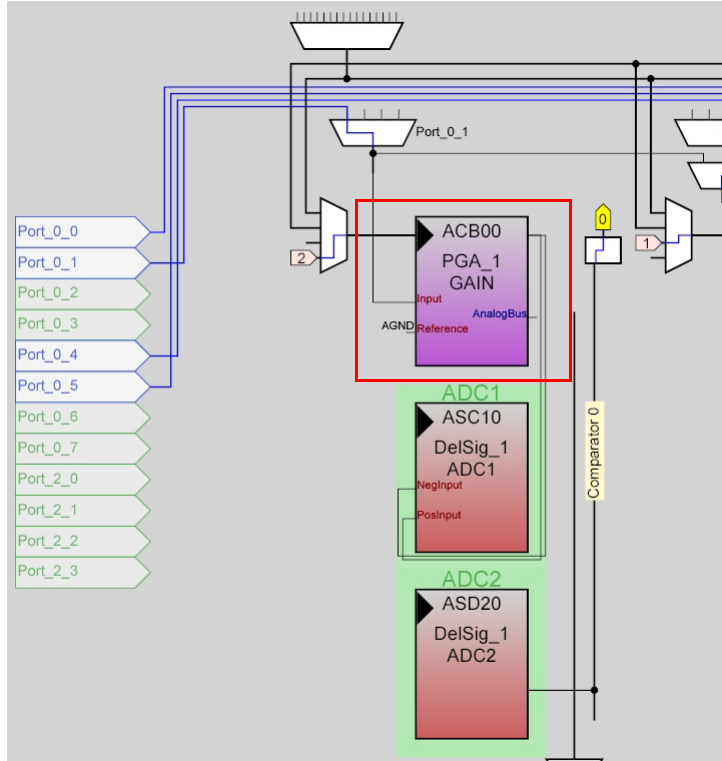 Port_0_1
Port_0_0
Port_0_1
Port_0_2
Port_0_3
Port_0_4
Port_0_5
Port_0_6
Port_0_7
Port_2_0
Port_2_1
Port_2_2
Port_2_3
2
ACB00
PGA_1
GAIN
Input
AnalogBus
AGND
Reference
0
1
Comparator 0
ADC1
ASC10
DelSig_1
ADC1
NegInput
PosInput
ADC2
ASD20
DelSig_1
ADC2